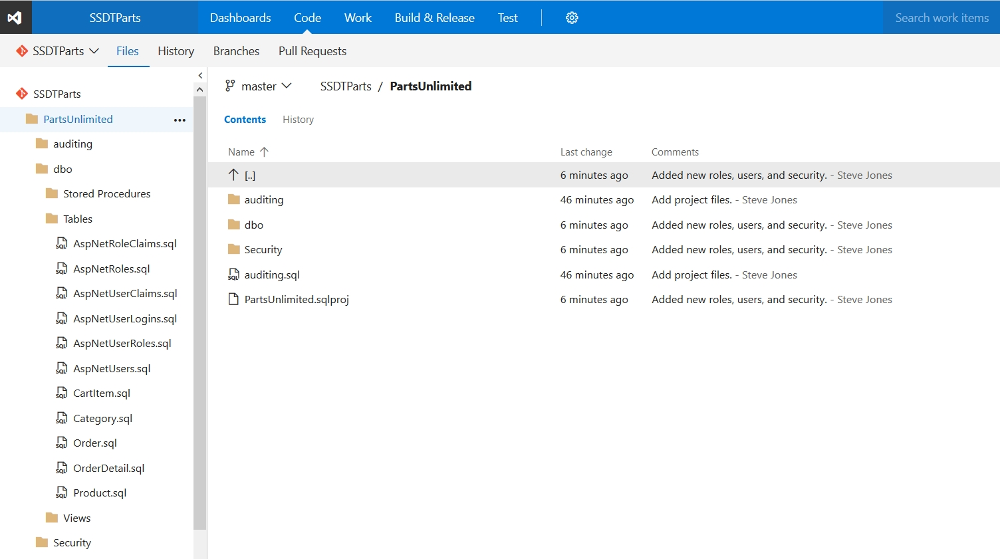 SSDTParts Dashboards Code Work Build & Release Test Search work items
SSDTParts Files History Branches Pull Requests
SSDTParts
PartsUnlimited ...
auditing
dbo
Stored Procedures
Tables
AspNetRoleClaims.sql
AspNetRoles.sql
AspNetUserClaims.sql
AspNetUserLogins.sql
AspNetUserRoles.sql
AspNetUsers.sql
CartItem.sql
Category.sql
Order.sql
OrderDetail.sql
Product.sql
Views
Security
master SSDTParts / PartsUnlimited
Contents History
Name Last change Comments
[..] 6 minutes ago Added new roles, users, and security. - Steve Jones
auditing 46 minutes ago Add project files. - Steve Jones
dbo 6 minutes ago Added new roles, users, and security. - Steve Jones
Security 6 minutes ago Added new roles, users, and security. - Steve Jones
auditing.sql 46 minutes ago Add project files. - Steve Jones
PartsUnlimited.sqlproj 6 minutes ago Added new roles, users, and security. - Steve Jones